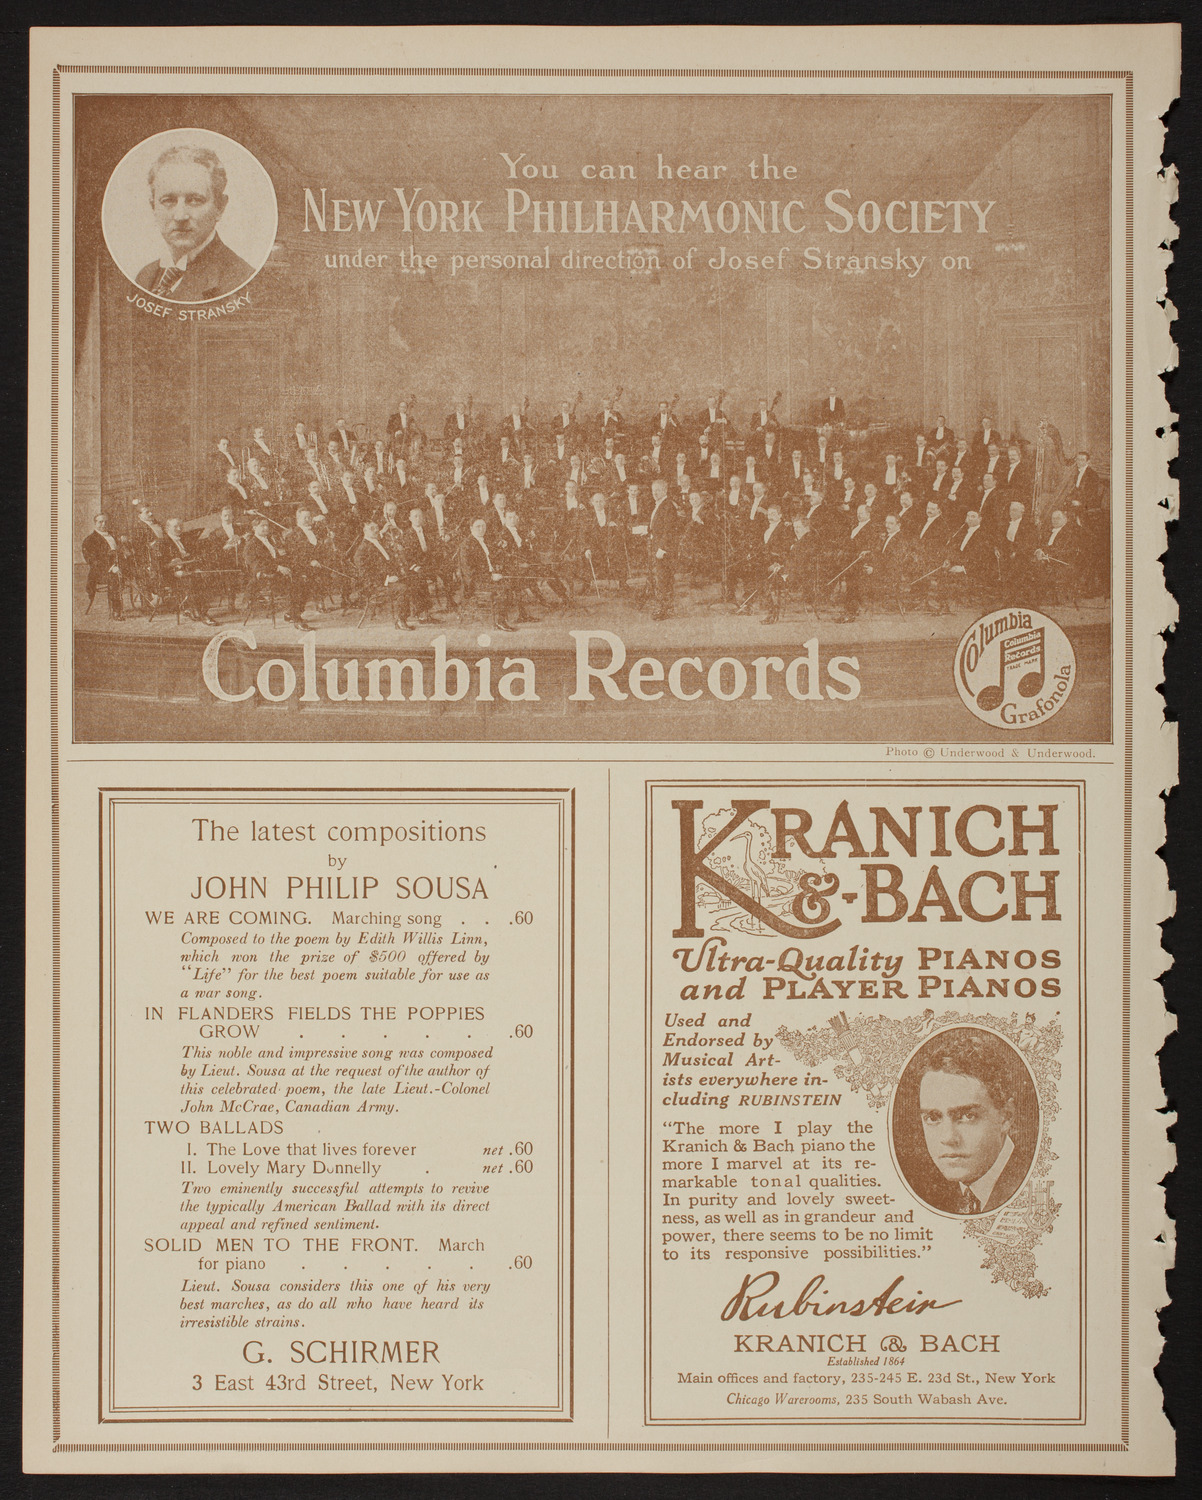 You can hear the
NEW YORK PHILHARMONIC SOCIETY
under the personal direction of Josef Stransky on
JOSEF STRANSKY
Columbia Records
Columbia
Columbia
Records
TRADE MARK
Grafonola
Photo © Underwood & Underwood.
The latest compositions
by
JOHN PHILIP SOUSA
WE ARE COMING. Marching song . . .60
Composed to the poem by Edith Willis Linn,
which won the prize of $500 offered by
"Life" for the best poem suitable for use as
a war song.
IN FLANDERS FIELDS THE POPPIES
GROW . . . . . .60
This noble and impressive song was composed
by Lieut. Sousa at the request of the author of
this celebrated poem, the late Lieut.-Colonel
John McCrae, Canadian Army.
TWO BALLADS
I. The Love that lives forever net .60
II. Lovely Mary Donnelly . net .60
Two eminently successful attempts to revive
the typically American Ballad with its direct
appeal and refined sentiment.
SOLID MEN TO THE FRONT. March
for piano . . . . . .60
Lieut. Sousa considers this one of his very
best marches, as do all who have heard its
irresistible strains.
G. SCHIRMER
3 East 43rd Street, New York
KRANICH
&-BACH
Ultra-Quality PIANOS
and PLAYER PIANOS
Used and
Endorsed by
Musical Art-
ists everywhere in-
cluding RUBINSTEIN
"The more I play the
Kranich & Bach piano the
more I marvel at its re-
markable tonal qualities.
In purity and lovely sweet-
ness, as well as in grandeur and
power, there seems to be no limit
to its responsive possibilities."
Rubinstein
KRANICH & BACH
Established 1864
Main offices and factory, 235-245 E. 23d St., New York
Chicago Warerooms, 235 South Wabash Ave.